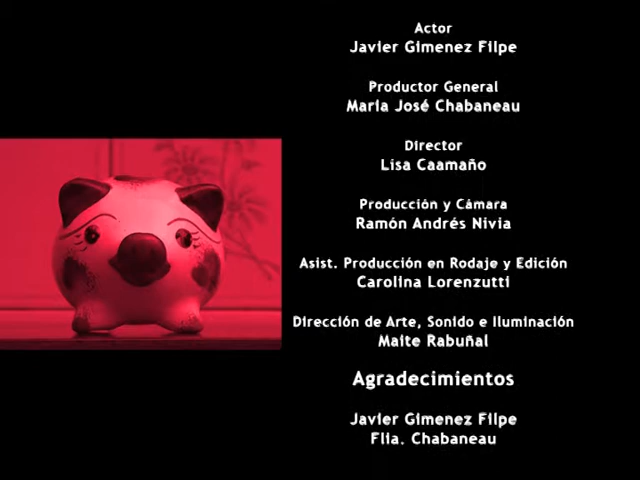 Actor
Javier Gimenez Filpe
Productor General
Maria José Chabaneau
Director
Lisa Caamaño
Producción y Cámara
Ramón Andrés Nivia
Asist. Producción en Rodaje y Edición
Carolina Lorenzutti
Dirección de Arte, Sonido e Iluminación
Maite Rabuñal
Agradecimientos
Javier Gimenez Filpe
Flia. Chabaneau